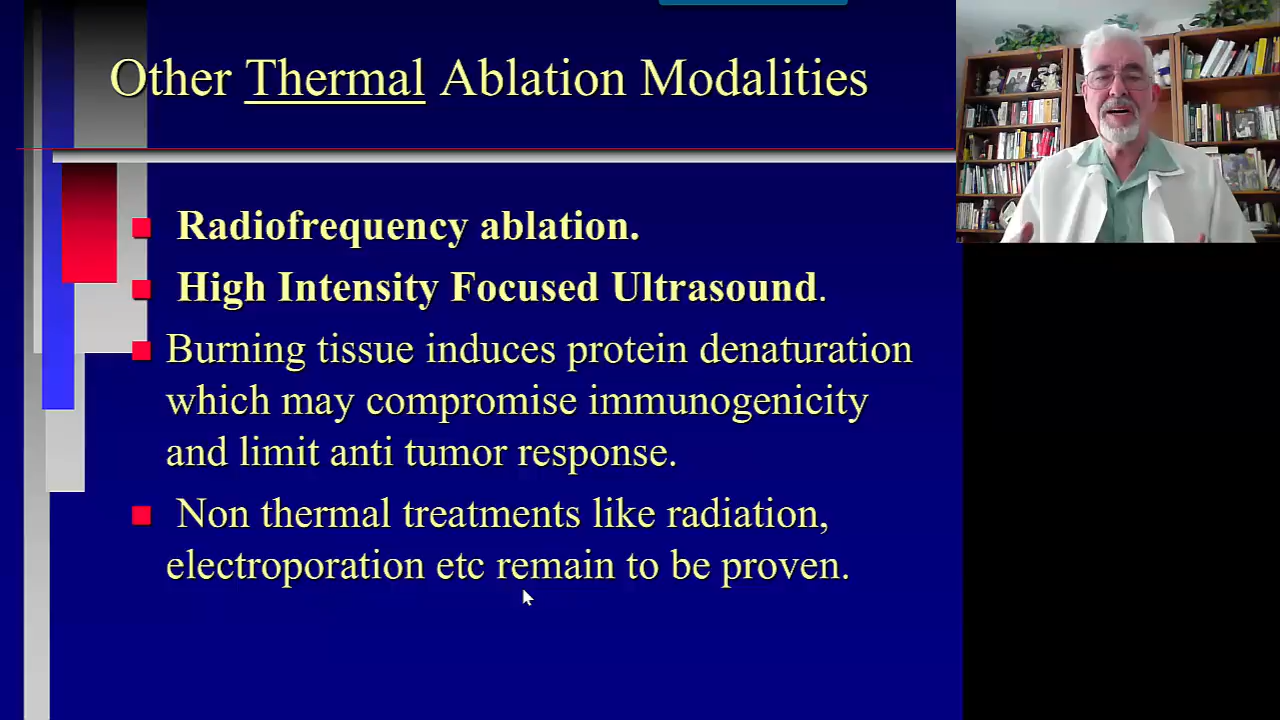 Other Thermal Ablation Modalities
Radiofrequency ablation.
High Intensity Focused Ultrasound.
Burning tissue induces protein denaturation
which may compromise immunogenicity
and limit anti tumor response.
Non thermal treatments like radiation,
electroporation etc remain to be proven.